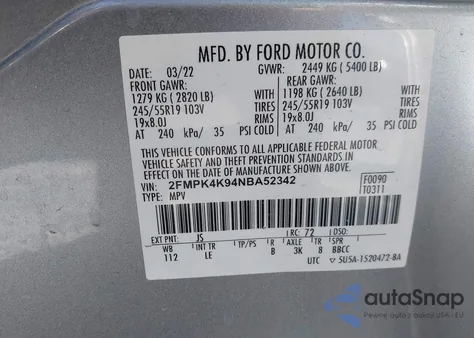 MFD. BY FORD MOTOR CO.
DATE: 03/22 GVWR: 2449 KG ( 5400 LB)
FRONT GAWR: REAR GAWR:
1279 KG ( 2820 LB) 1198 KG ( 2640 LB)
245/55R19 103V TIRES 245/55R19 103V TIRES
19x8.0J RIMS 19x8.0J RIMS
AT 240 kPa/ 35 PSI COLD AT 240 kPa/ 35 PSI COLD
THIS VEHICLE CONFORMS TO ALL APPLICABLE FEDERAL MOTOR
VEHICLE SAFETY AND THEFT PREVENTION STANDARDS IN EFFECT ON THE
DATE OF MANUFACTURE SHOWN ABOVE.
VIN: 2FMPK4K94NBA52342 F0090
TYPE: MPV T0311
EXT PNT: JS RC: 72 DSO:
WB INT TR TP/PS R AXLE TR SPR
112 LE B 3K 8 BBCC
UTC 5U5A-1520472-BA
autoSnap